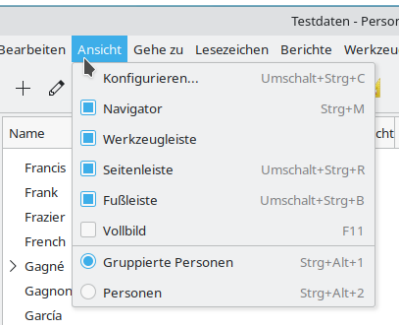 Testdaten - Person
Bearbeiten Ansicht Gehe zu Lesezeichen Berichte Werkzeu
Konfigurieren... Umschalt+Strg+C
Navigator Strg+M
Name
Werkzeugleiste
cht
Francis
Seitenleiste Umschalt+Strg+R
Frank
Fußleiste Umschalt+Strg+B
Frazier
Vollbild F11
French
Gagné
Gruppierte Personen Strg+Alt+1
Gagnon
Personen Strg+Alt+2
García